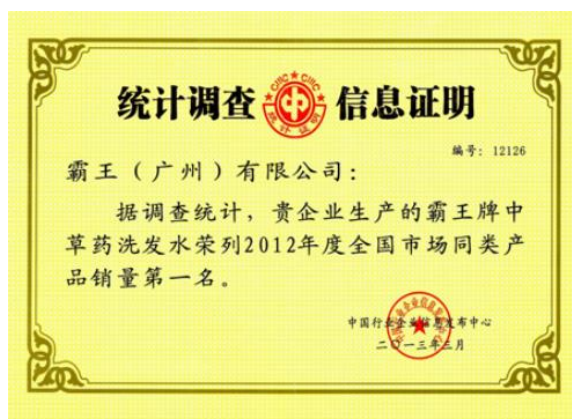 统计调查 中 信息证明
编号：12126
霸王（广州）有限公司：
据调查统计，贵企业生产的霸王牌中
草药洗发水荣列2012年度全国市场同类产
品销量第一名。
中国行业企业信息发布中心
二〇一三年三月